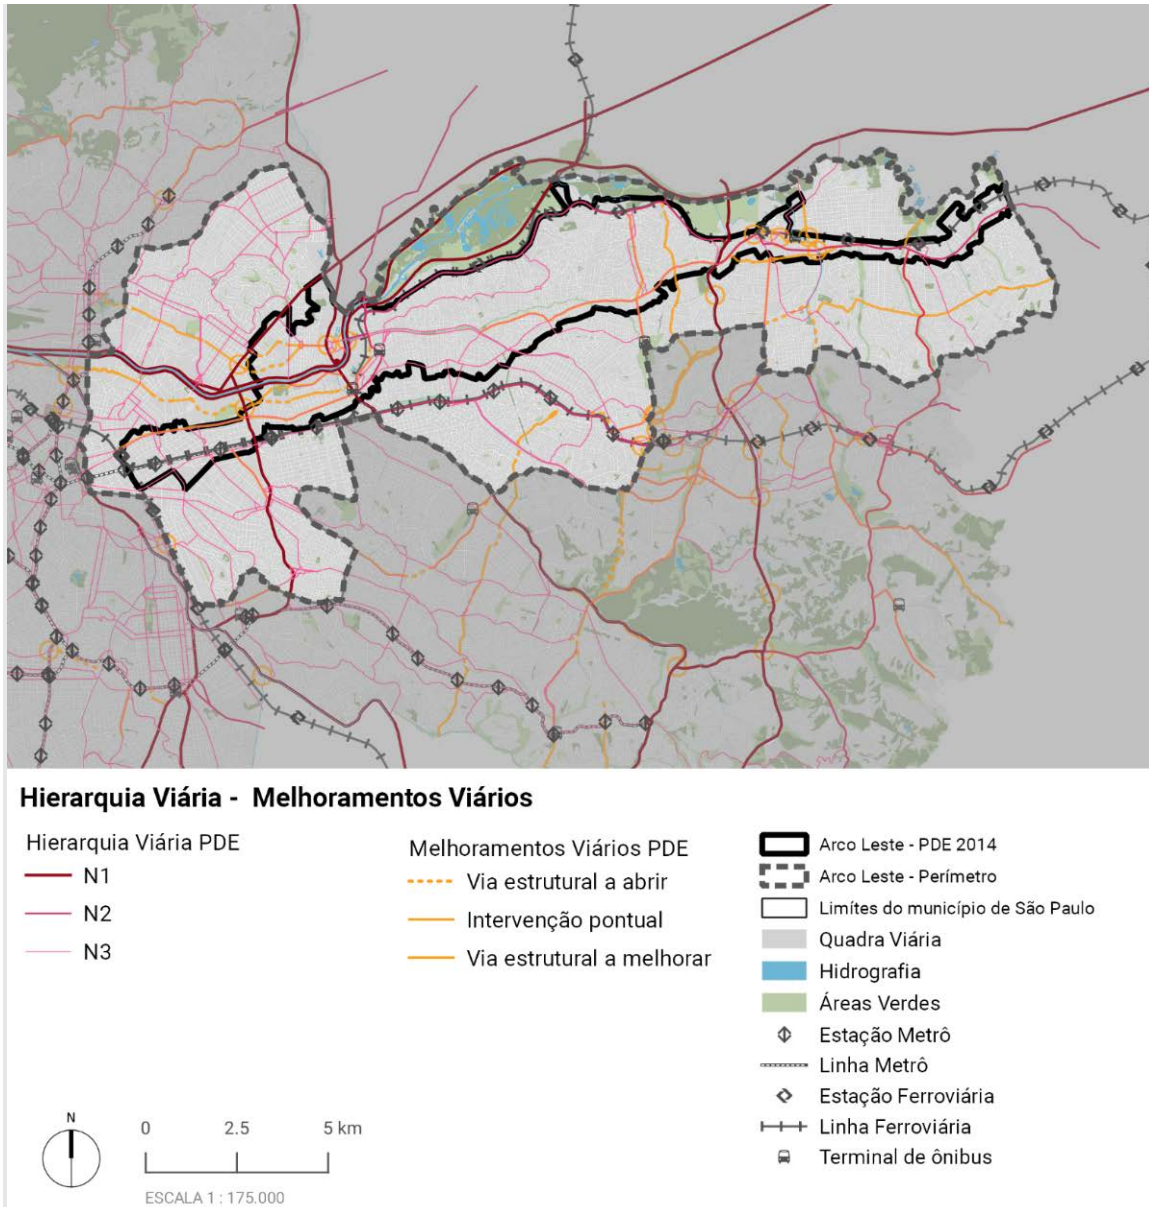 Hierarquia Viária - Melhoramentos Viários
Hierarquia Viária PDE
N1
N2
N3
Melhoramentos Viários PDE
Via estrutural a abrir
Intervenção pontual
Via estrutural a melhorar
Arco Leste - PDE 2014
Arco Leste - Perímetro
Limítes do município de São Paulo
Quadra Viária
Hidrografia
Áreas Verdes
Estação Metrô
Linha Metrô
Estação Ferroviária
Linha Ferroviária
Terminal de ônibus
N
0 2.5 5 km
ESCALA 1 : 175.000